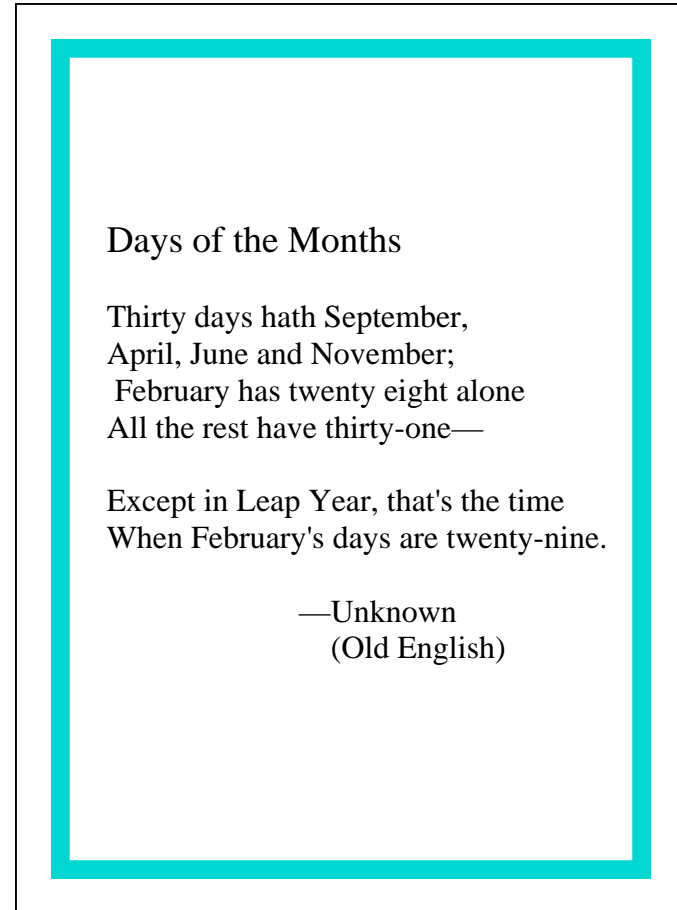 Days of the Months
Thirty days hath September,
April, June and November;
February has twenty eight alone
All the rest have thirty-one—
Except in Leap Year, that's the time
When February's days are twenty-nine.
—Unknown
(Old English)